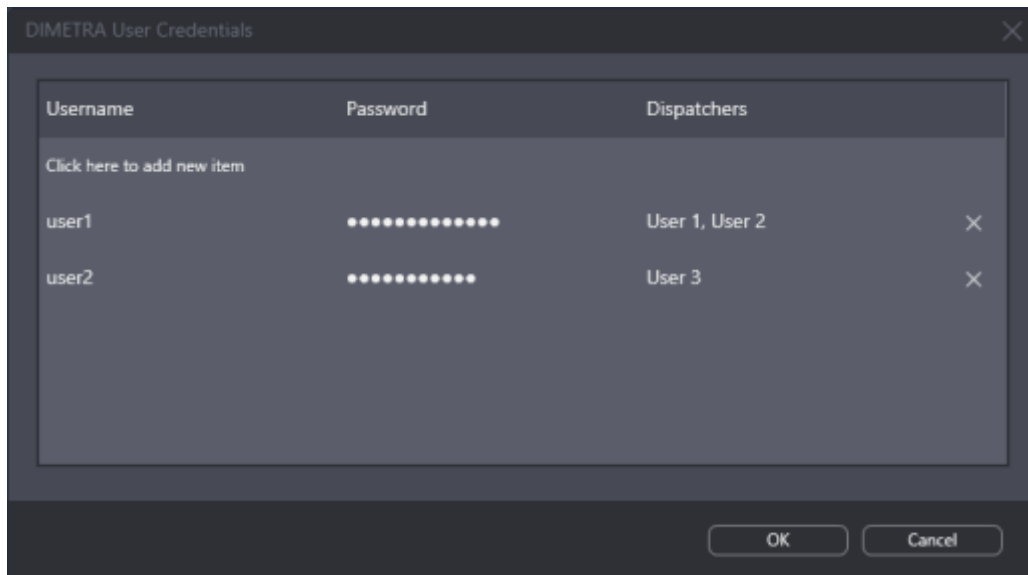 DIMETRA User Credentials
Username Password Dispatchers
Click here to add new item
user1 ●●●●●●●●●●●●● User 1, User 2
user2 ●●●●●●●●●●● User 3
OK Cancel